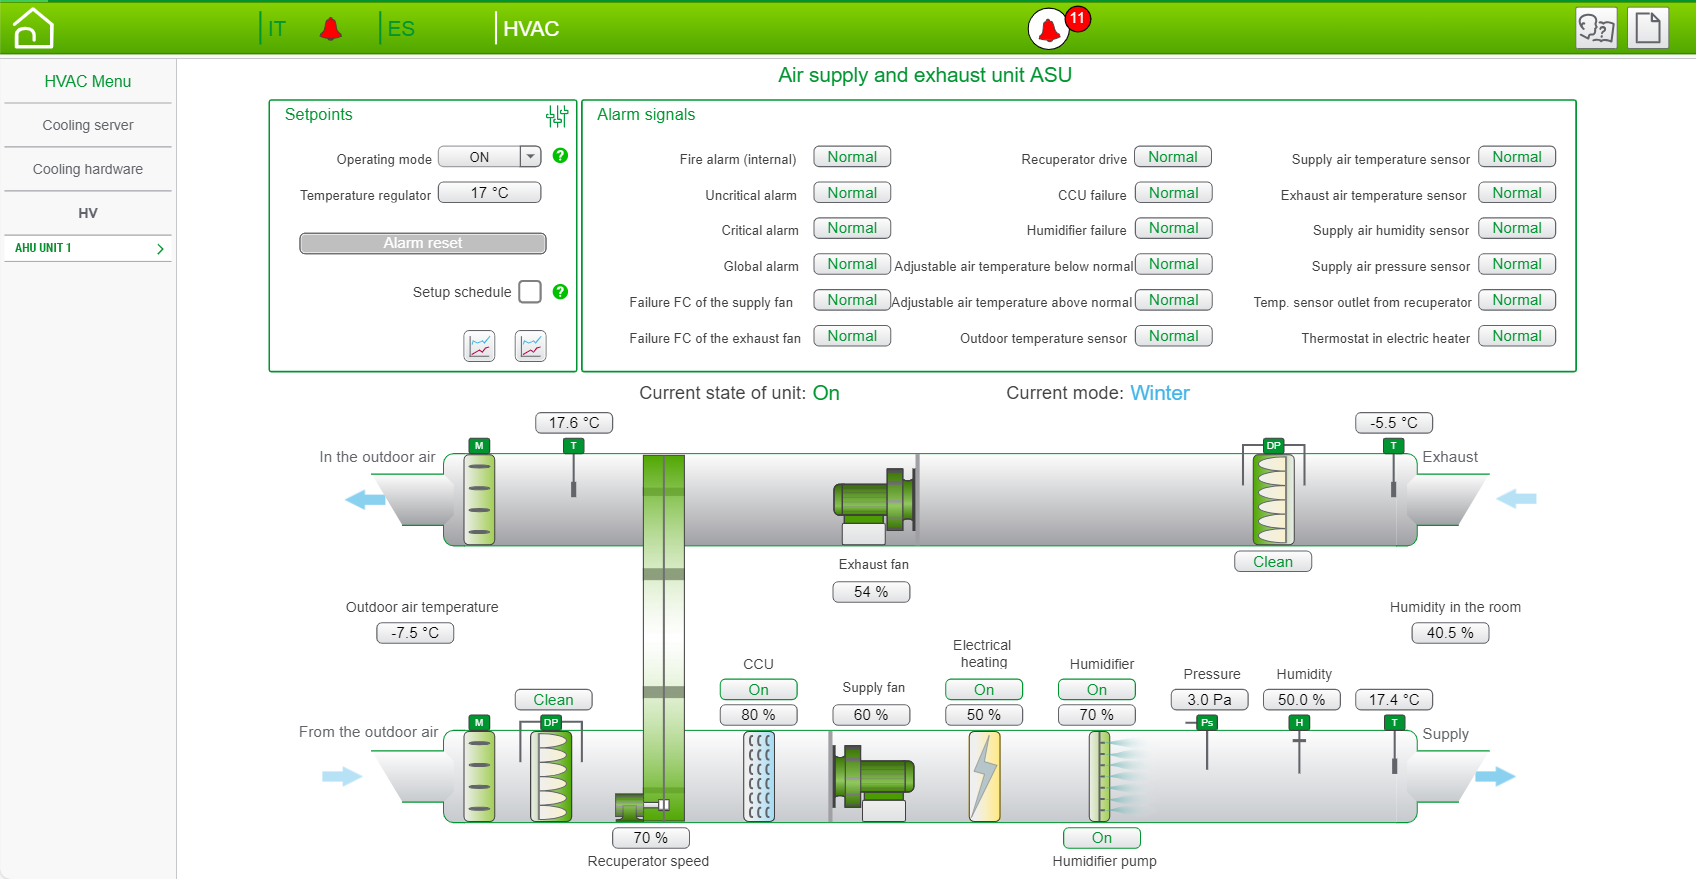 IT
ES
HVAC
11
HVAC Menu
Cooling server
Cooling hardware
HV
AHU UNIT 1
Air supply and exhaust unit ASU
Setpoints
Operating mode ON ?
Temperature regulator 17 °C
Alarm reset
Setup schedule ?
Alarm signals
Fire alarm (internal) Normal
Uncritical alarm Normal
Critical alarm Normal
Global alarm Normal
Failure FC of the supply fan Normal
Failure FC of the exhaust fan Normal
Recuperator drive Normal
CCU failure Normal
Humidifier failure Normal
Adjustable air temperature below normal Normal
Adjustable air temperature above normal Normal
Outdoor temperature sensor Normal
Supply air temperature sensor Normal
Exhaust air temperature sensor Normal
Supply air humidity sensor Normal
Supply air pressure sensor Normal
Temp. sensor outlet from recuperator Normal
Thermostat in electric heater Normal
Current state of unit: On
Current mode: Winter
17.6 °C
-5.5 °C
M
T
DP
T
In the outdoor air
Exhaust
Clean
Exhaust fan
54 %
Outdoor air temperature
-7.5 °C
Humidity in the room
40.5 %
Clean
CCU
On
80 %
Supply fan
60 %
Electrical
heating
On
50 %
Humidifier
On
70 %
Pressure
3.0 Pa
Humidity
50.0 %
17.4 °C
M
DP
Ps
H
T
From the outdoor air
Supply
70 %
Recuperator speed
On
Humidifier pump